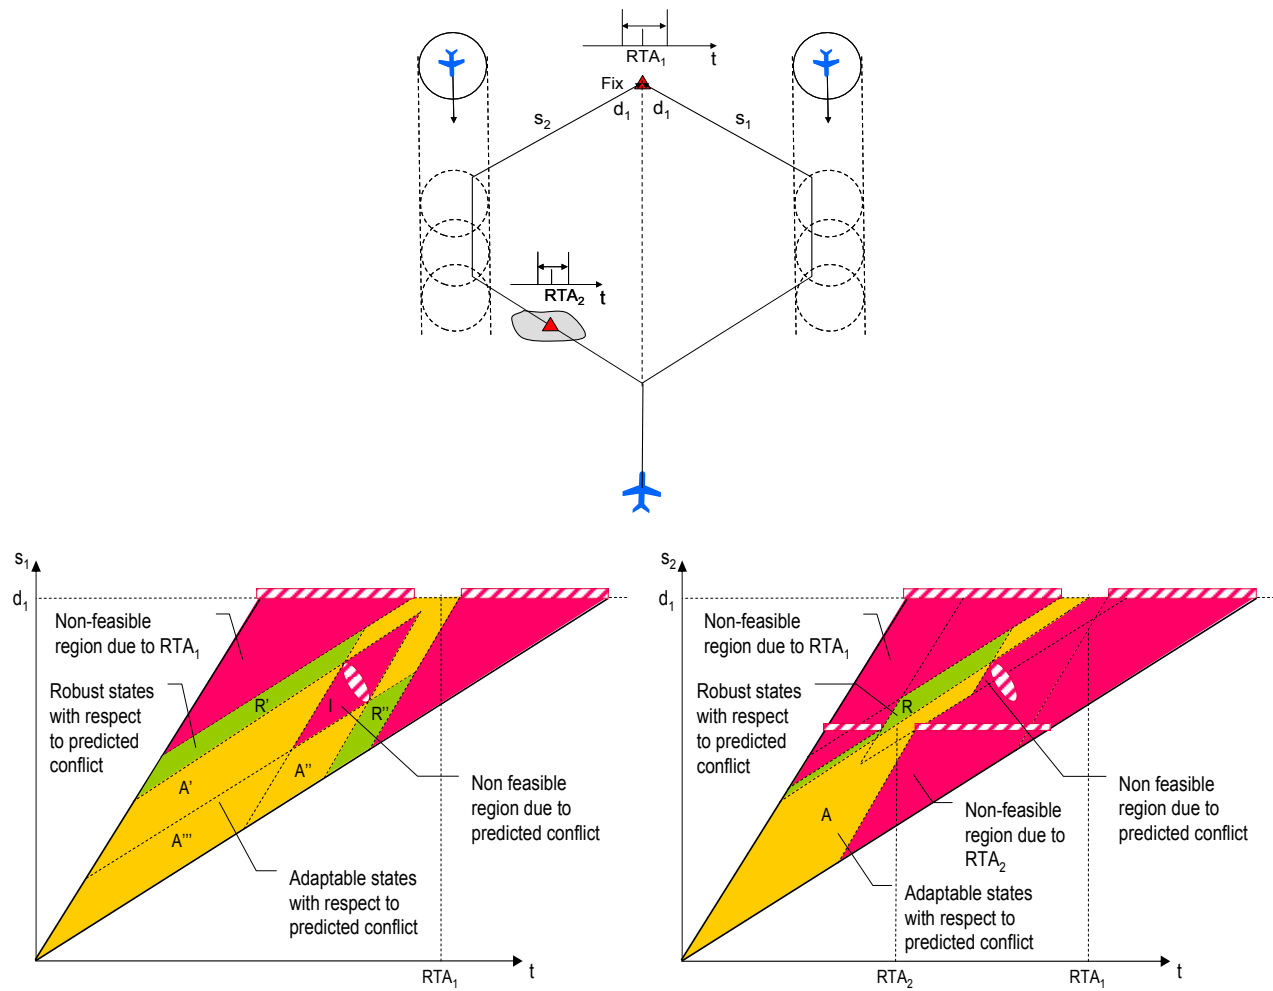 RTA₁
t
Fix
d₁ d₁
s₂
s₁
RTA₂ t
s₁
d₁
Non-feasible
region due to RTA₁
Robust states
with respect
to predicted
conflict
R'
I
R''
A'
A''
A'''
Non feasible
region due to
predicted conflict
Adaptable states
with respect to
predicted conflict
RTA₁
t
s₂
d₁
Non-feasible
region due to RTA₁
Robust states
with respect
to predicted
conflict
R
A
Non feasible
region due to
predicted conflict
Non-feasible
region due to
RTA₂
Adaptable states
with respect to
predicted conflict
RTA₂
RTA₁
t